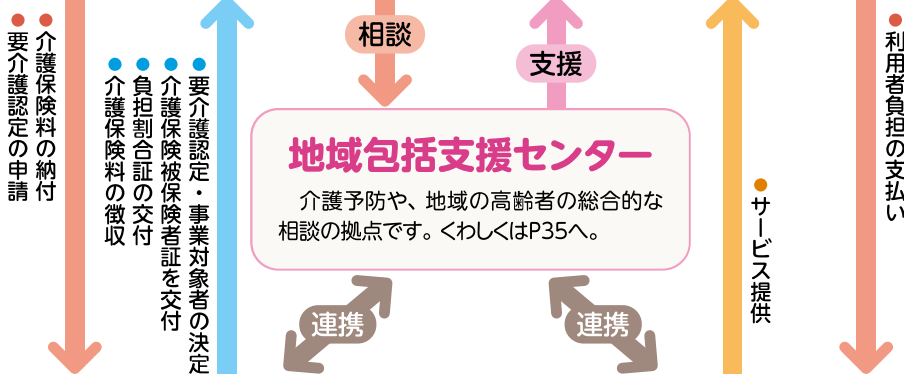 ● 介護保険料の納付
● 要介護認定の申請
● 要介護認定・事業対象者の決定
● 介護保険被保険者証を交付
● 負担割合証の交付
● 介護保険料の徴収
相談
支援
地域包括支援センター
介護予防や、地域の高齢者の総合的な
相談の拠点です。くわしくはP35へ。
連携
連携
● サービス提供
● 利用者負担の支払い